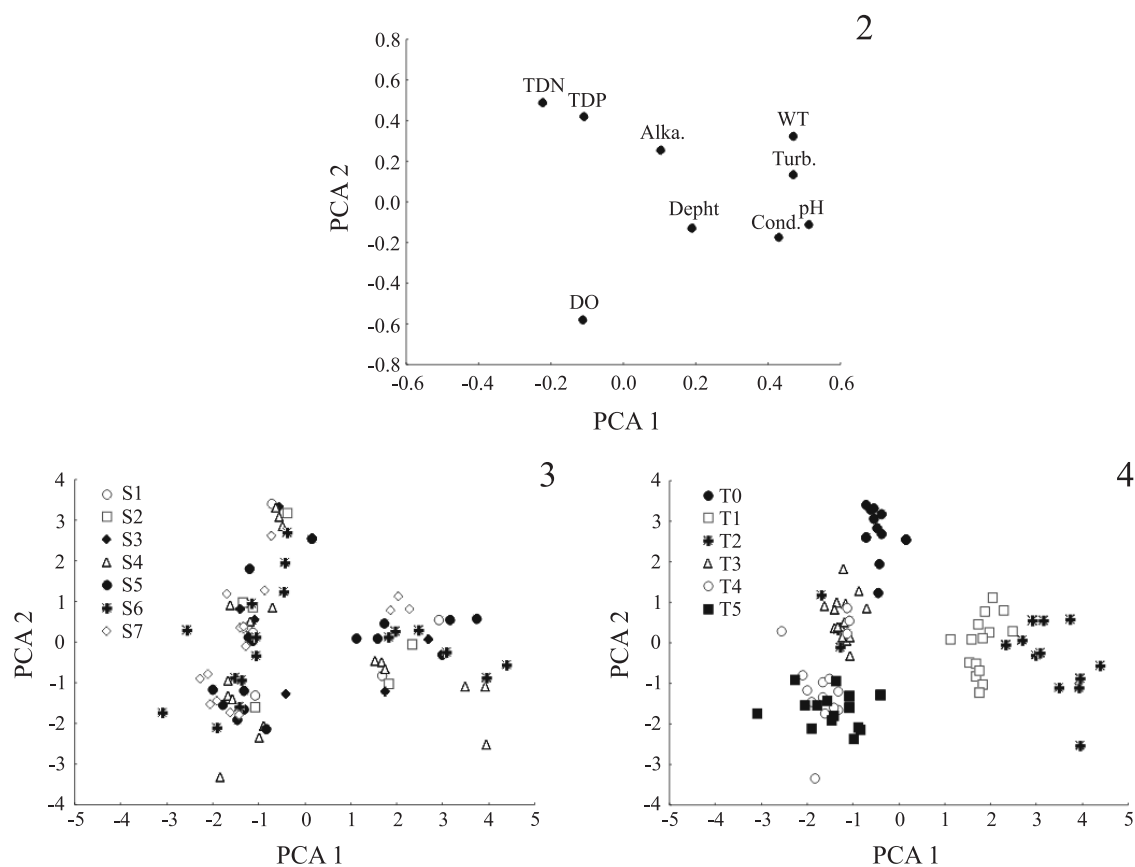 2
0.8
0.6
0.4
0.2
0.0
-0.2
-0.4
-0.6
-0.8
PCA 2
TDN
TDP
Alka.
WT
Turb.
Depht
Cond.
pH
DO
-0.6 -0.4 -0.2 0.0 0.2 0.4 0.6
PCA 1
3
4
3
2
1
0
-1
-2
-3
-4
PCA 2
S1
S2
S3
S4
S5
S6
S7
-5 -4 -3 -2 -1 0 1 2 3 4 5
PCA 1
4
4
3
2
1
0
-1
-2
-3
-4
PCA 2
T0
T1
T2
T3
T4
T5
-5 -4 -3 -2 -1 0 1 2 3 4 5
PCA 1